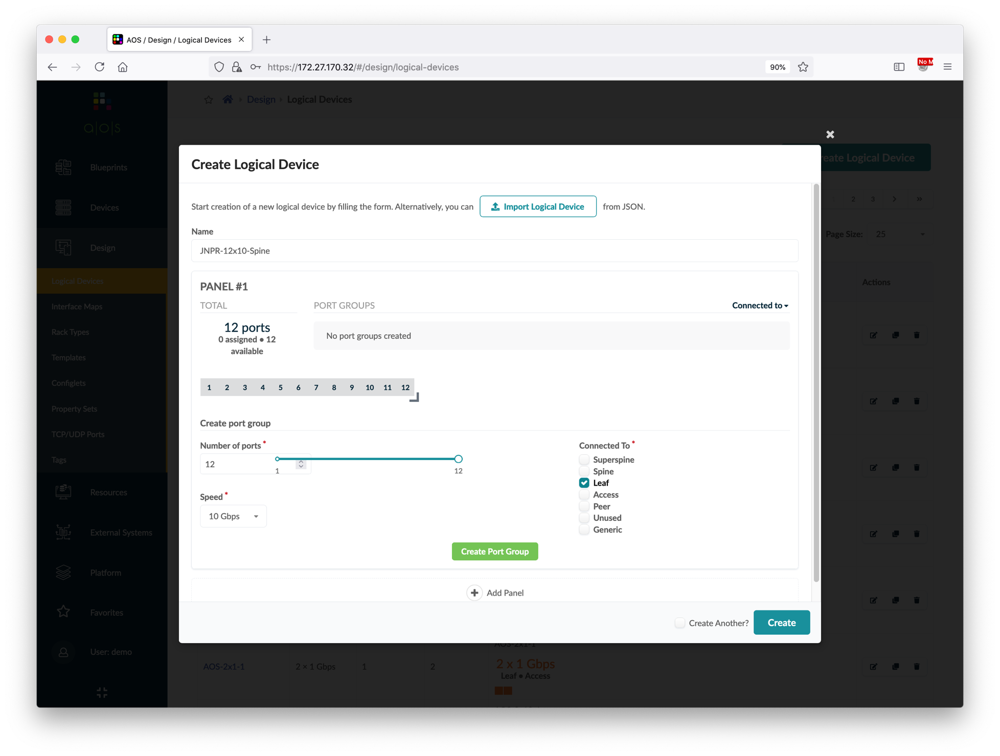 AOS / Design / Logical Devices
https://172.27.170.32/#/design/logical-devices
90%
No M
Design
Logical Devices
a|o|s
Create Logical Device
reate Logical Device
Blueprints
Devices
Design
Logical Devices
Interface Maps
Rack Types
Templates
Configlets
Property Sets
TCP/UDP Ports
Tags
Resources
External Systems
Platform
Favorites
User: demo
2 3
Page Size: 25
Actions
Start creation of a new logical device by filling the form. Alternatively, you can Import Logical Device from JSON.
Name
JNPR-12x10-Spine
PANEL #1
TOTAL
PORT GROUPS
Connected to
12 ports
0 assigned • 12
available
No port groups created
1 2 3 4 5 6 7 8 9 10 11 12
Create port group
Number of ports *
12
1
12
Speed *
10 Gbps
Connected To *
Superspine
Spine
Leaf
Access
Peer
Unused
Generic
Create Port Group
Add Panel
Create Another?
Create
AOS-2x1-1
AOS-2x1-1
2 × 1 Gbps
1
2
2 x 1 Gbps
Leaf • Access